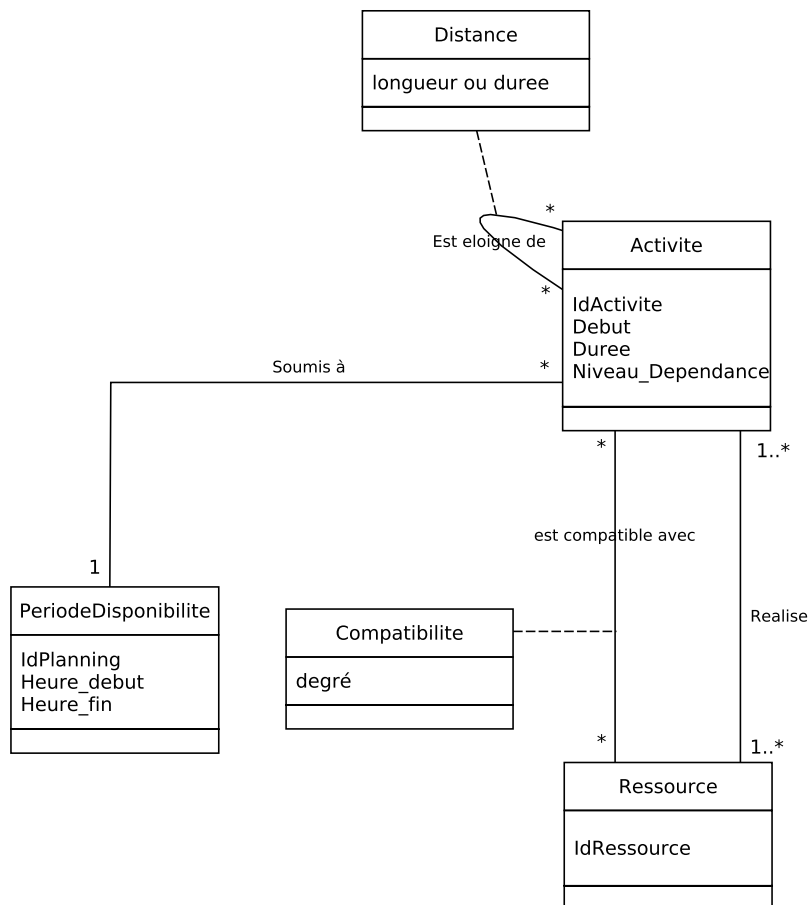 Distance
longueur ou duree
*
Est eloigne de
Activite
*
IdActivite
Debut
Duree
Niveau_Dependance
Soumis à
*
*
1..*
est compatible avec
1
PeriodeDisponibilite
IdPlanning
Heure_debut
Heure_fin
Compatibilite
degré
Realise
*
1..*
Ressource
IdRessource